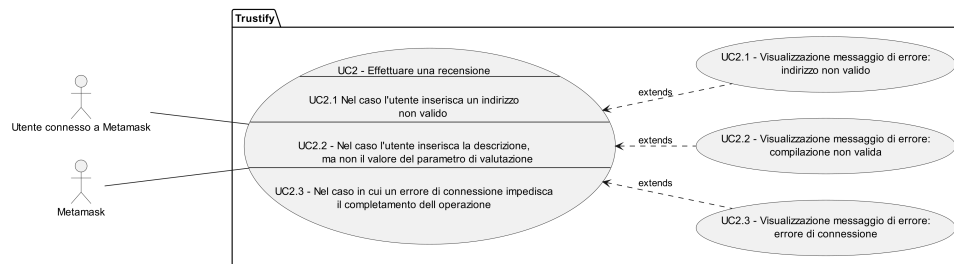 Trustify
UC2 - Effettuare una recensione
UC2.1 Nel caso l'utente inserisca un indirizzo
non valido
UC2.2 - Nel caso l'utente inserisca la descrizione,
ma non il valore del parametro di valutazione
UC2.3 - Nel caso in cui un errore di connessione impedisca
il completamento dell operazione
Utente connesso a Metamask
Metamask
extends
extends
extends
UC2.1 - Visualizzazione messaggio di errore:
indirizzo non valido
UC2.2 - Visualizzazione messaggio di errore:
compilazione non valida
UC2.3 - Visualizzazione messaggio di errore:
errore di connessione